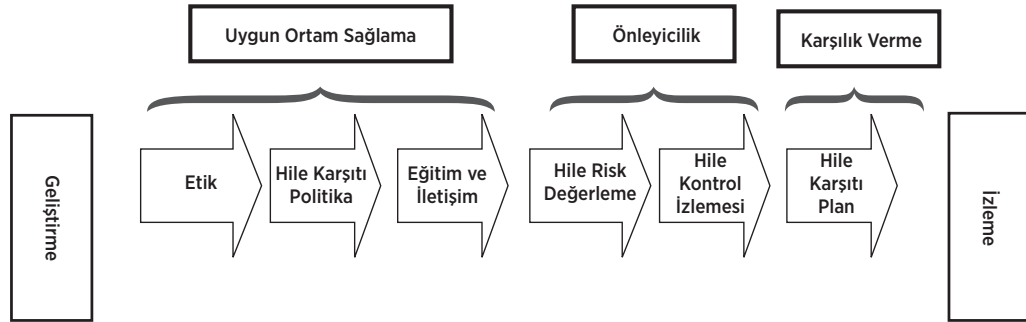 Uygun Ortam Sağlama
Önleyicilik
Karşılık Verme
Geliştirme
Etik
Hile Karşıtı
Politika
Eğitim ve
İletişim
Hile Risk
Değerleme
Hile
Kontrol
İzlemesi
Hile
Karşıtı
Plan
İzleme